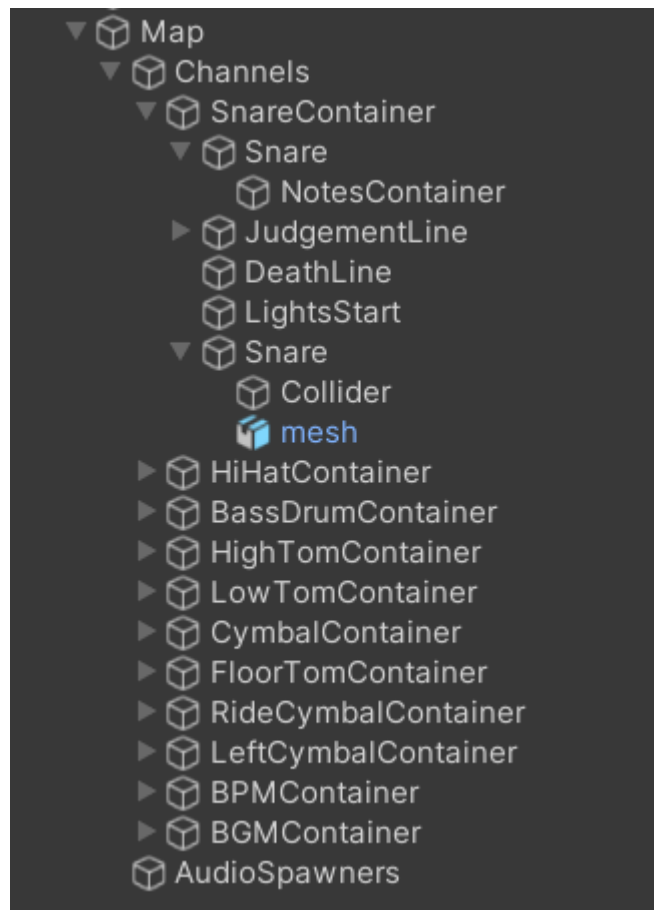 Map
Channels
SnareContainer
Snare
NotesContainer
JudgementLine
DeathLine
LightsStart
Snare
Collider
mesh
HiHatContainer
BassDrumContainer
HighTomContainer
LowTomContainer
CymbalContainer
FloorTomContainer
RideCymbalContainer
LeftCymbalContainer
BPMContainer
BGMContainer
AudioSpawners